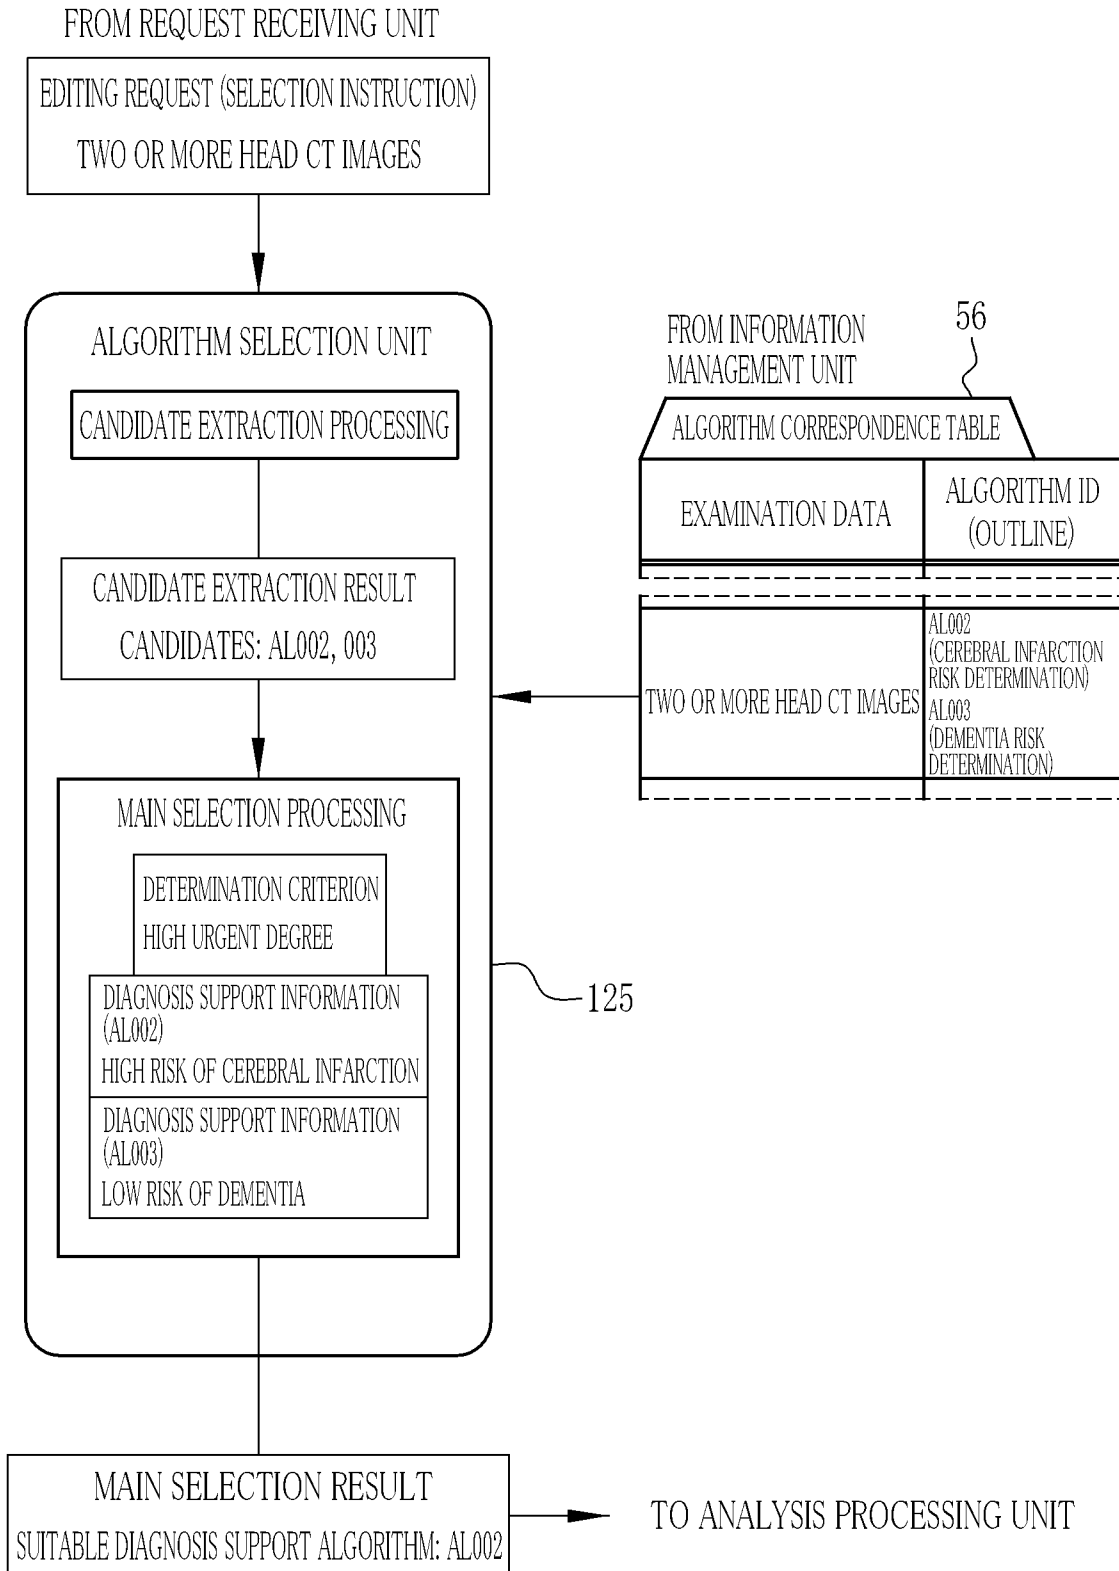 FROM REQUEST RECEIVING UNIT
EDITING REQUEST (SELECTION INSTRUCTION)
TWO OR MORE HEAD CT IMAGES
ALGORITHM SELECTION UNIT
CANDIDATE EXTRACTION PROCESSING
CANDIDATE EXTRACTION RESULT
CANDIDATES: AL002, 003
MAIN SELECTION PROCESSING
DETERMINATION CRITERION
HIGH URGENT DEGREE
DIAGNOSIS SUPPORT INFORMATION
(AL002)
HIGH RISK OF CEREBRAL INFARCTION
DIAGNOSIS SUPPORT INFORMATION
(AL003)
LOW RISK OF DEMENTIA
125
FROM INFORMATION
MANAGEMENT UNIT
56
ALGORITHM CORRESPONDENCE TABLE
EXAMINATION DATA
ALGORITHM ID
(OUTLINE)
TWO OR MORE HEAD CT IMAGES
AL002
(CEREBRAL INFARCTION
RISK DETERMINATION)
AL003
(DEMENTIA RISK
DETERMINATION)
MAIN SELECTION RESULT
SUITABLE DIAGNOSIS SUPPORT ALGORITHM: AL002
TO ANALYSIS PROCESSING UNIT